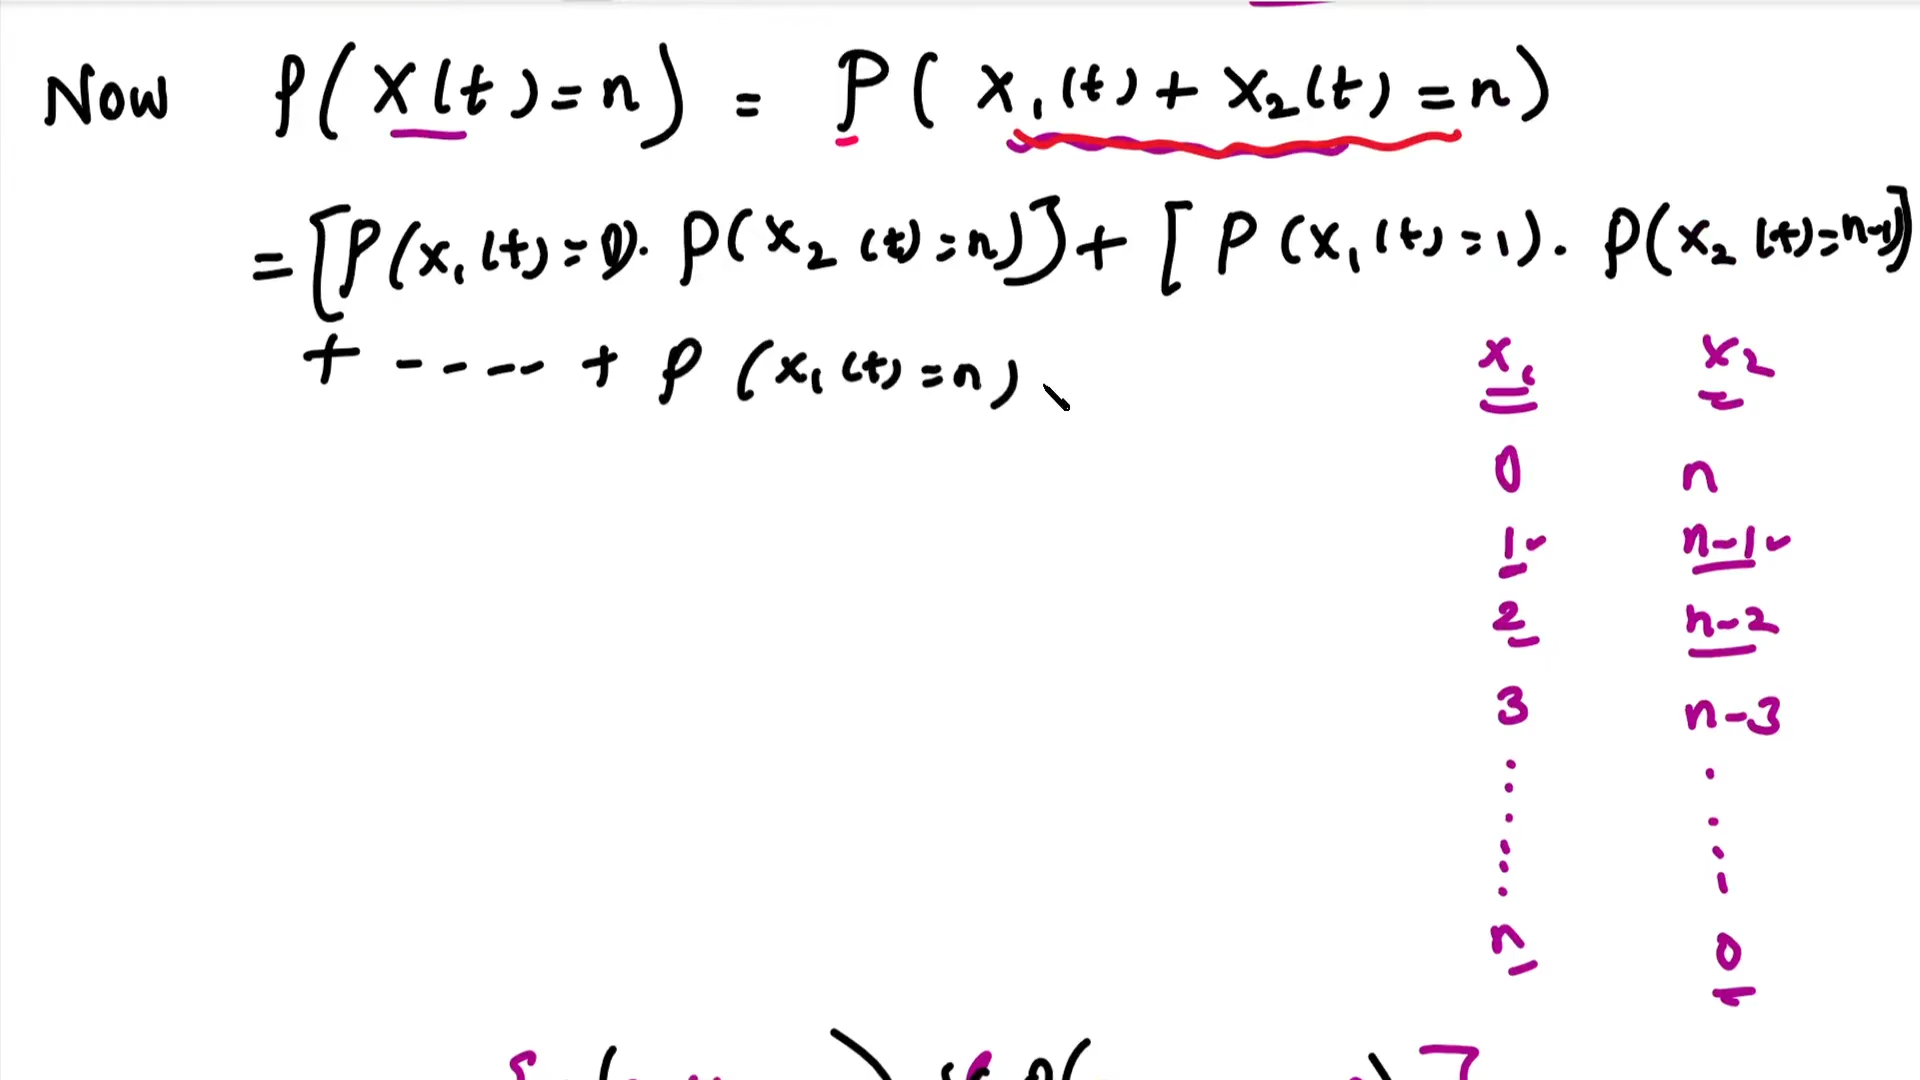 Now P(X(t)=n) = P(X₁(t)+X₂(t)=n)
=[P(X₁(t)=0). P(X₂(t)=n)]+[P(X₁(t)=1). P(X₂(t)=n-1)]
+ ---- + P(X₁(t)=n)
X₁ X₂
0 n
1 n-1
2 n-2
3 n-3
n 0